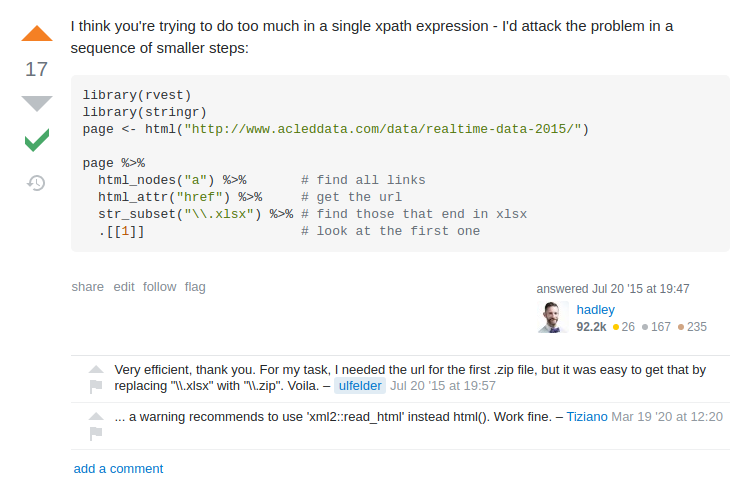 I think you're trying to do too much in a single xpath expression - I'd attack the problem in a
sequence of smaller steps:
17
library(rvest)
library(stringr)
page <- html("http://www.acleddata.com/data/realtime-data-2015/")
page %>%
  html_nodes("a") %>%       # find all links
  html_attr("href") %>%     # get the url
  str_subset("\\.xlsx") %>% # find those that end in xlsx
  .[[1]]                    # look at the first one
share edit follow flag
answered Jul 20 '15 at 19:47
hadley
92.2k 26 167 235
Very efficient, thank you. For my task, I needed the url for the first .zip file, but it was easy to get that by
replacing "\\.xlsx" with "\\.zip". Voila. – ulfelder Jul 20 '15 at 19:57
... a warning recommends to use 'xml2::read_html' instead html(). Work fine. – Tiziano Mar 19 '20 at 12:20
add a comment